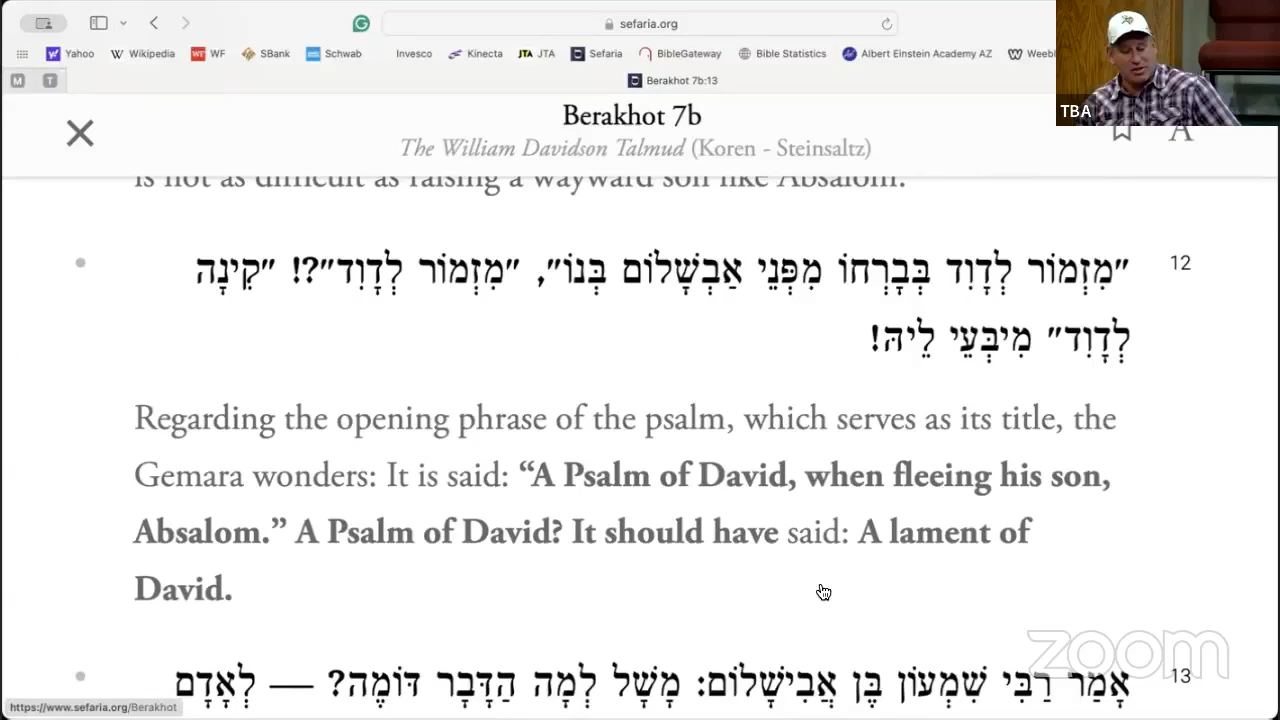 sefaria.org
Yahoo Wikipedia WF SBank Schwab Invesco Kinecta JTA JTA Sefaria BibleGateway Bible Statistics Albert Einstein Academy AZ Weebl
M T Berakhot 7b:13
TBA
Berakhot 7b
The William Davidson Talmud (Koren - Steinsaltz)
A
is not as difficult as raising a wayward son like Absalom.
12
״מִזְמוֹר לְדָוִד בְּבׇרְחוֹ מִפְּנֵי אַבְשָׁלוֹם בְּנוֹ״, ״מִזְמוֹר לְדָוִד״?! ״קִינָה
לְדָוִד״ מִיבְּעֵי לֵיהּ!
Regarding the opening phrase of the psalm, which serves as its title, the
Gemara wonders: It is said: “A Psalm of David, when fleeing his son,
Absalom.” A Psalm of David? It should have said: A lament of
David.
zoom
13
אָמַר רַבִּי שִׁמְעוֹן בֶּן אֲבִישָׁלוֹם: מָשָׁל לְמָה הַדָּבָר דּוֹמֶה? — לְאָדָם
https://www.sefaria.org/Berakhot